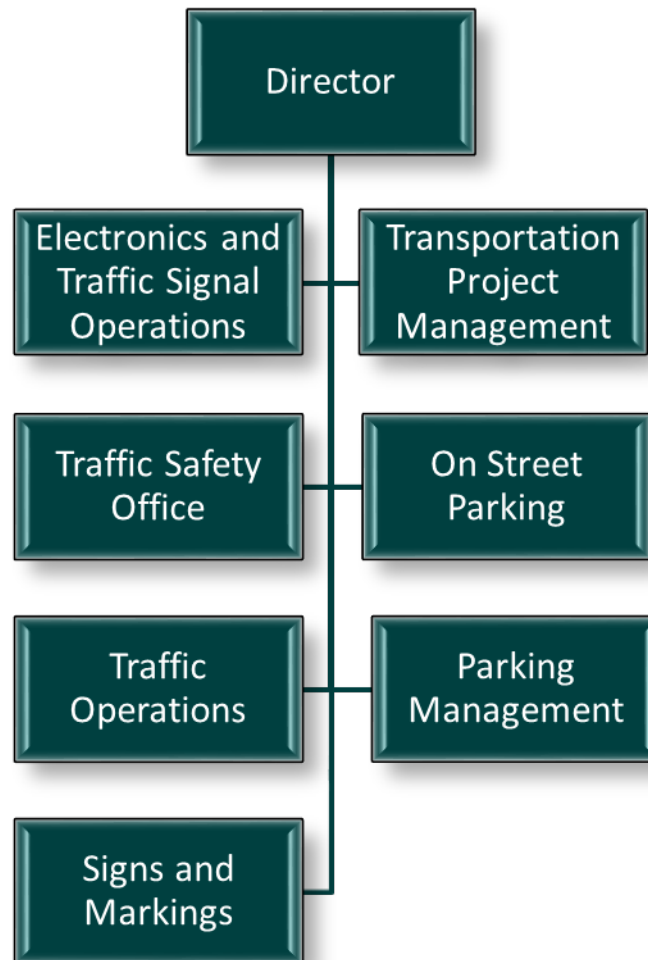 Director
Electronics and
Traffic Signal
Operations
Transportation
Project
Management
Traffic Safety
Office
On Street
Parking
Traffic
Operations
Parking
Management
Signs and
Markings